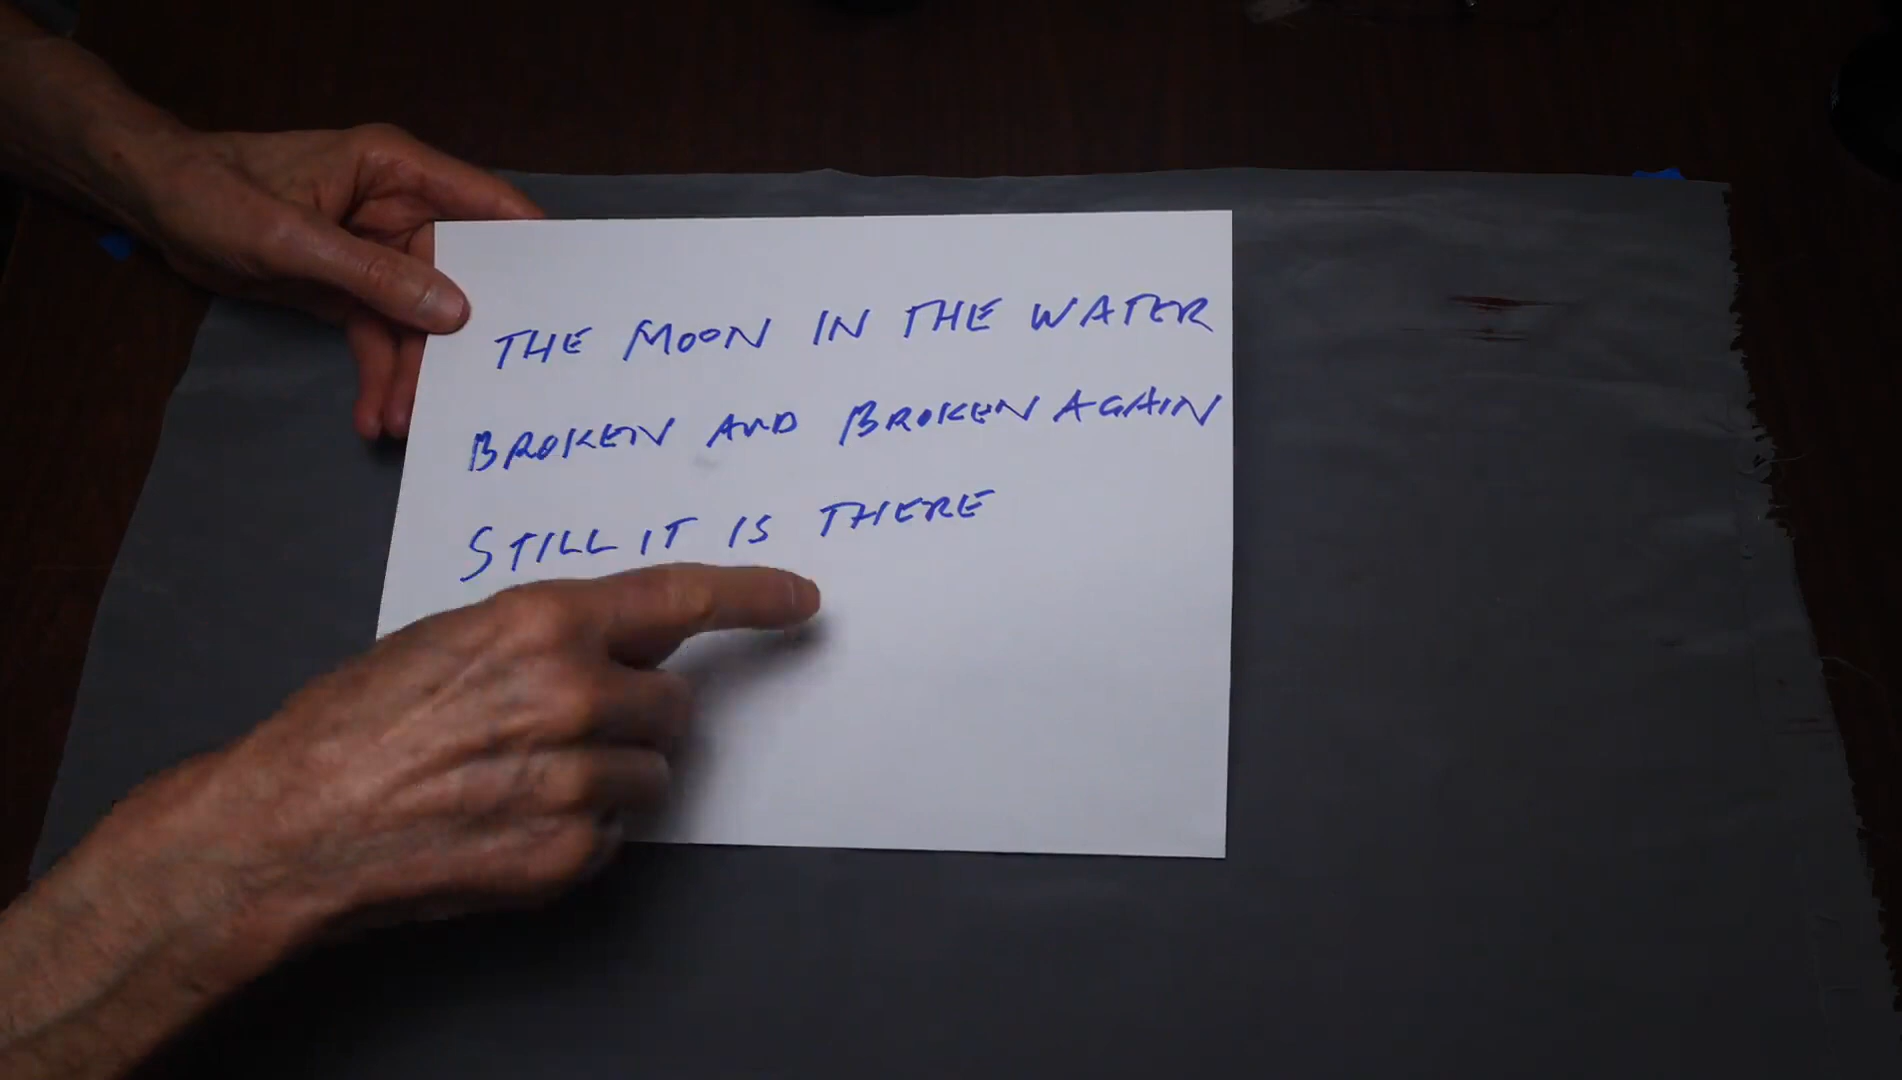 THE MOON IN THE WATER
BROKEN AND BROKEN AGAIN
STILL IT IS THERE